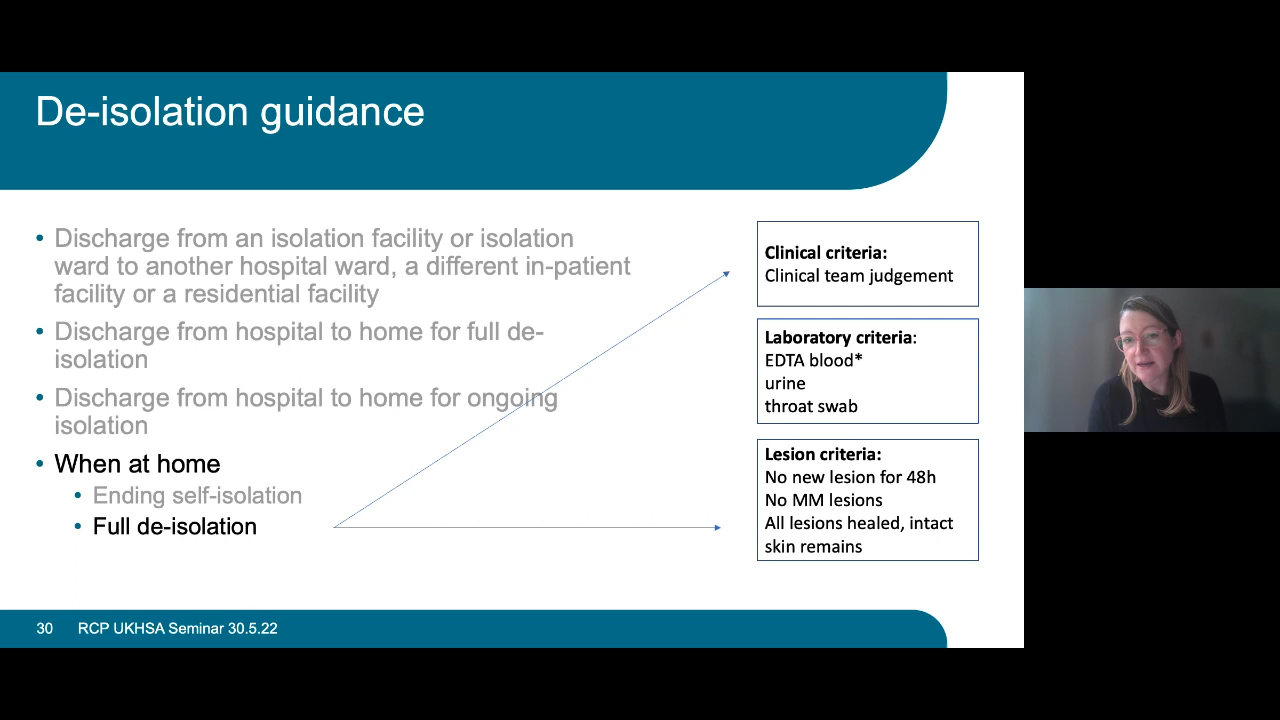 De-isolation guidance
• Discharge from an isolation facility or isolation
ward to another hospital ward, a different in-patient
facility or a residential facility
• Discharge from hospital to home for full de-
isolation
• Discharge from hospital to home for ongoing
isolation
• When at home
• Ending self-isolation
• Full de-isolation
Clinical criteria:
Clinical team judgement
Laboratory criteria:
EDTA blood*
urine
throat swab
Lesion criteria:
No new lesion for 48h
No MM lesions
All lesions healed, intact
skin remains
30 RCP UKHSA Seminar 30.5.22